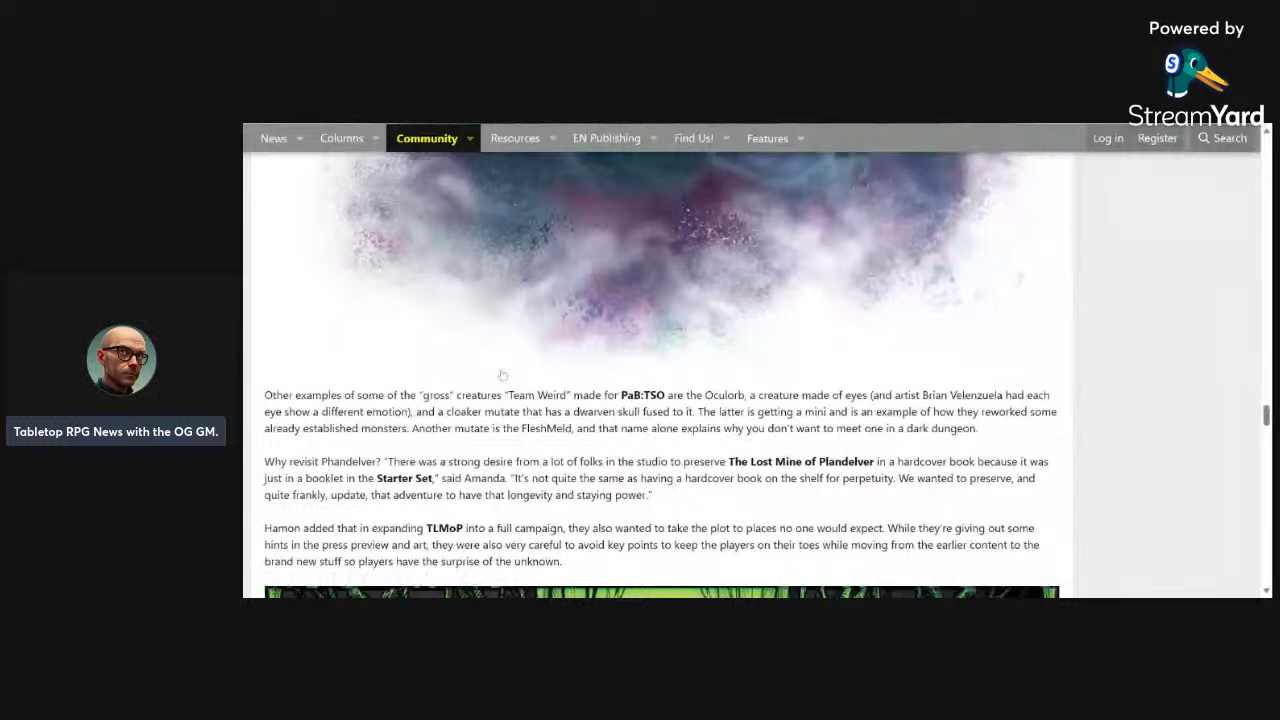 Powered by
S
StreamYard
News Columns Community Resources EN Publishing Find Us! Features Log in Register Search
Other examples of some of the "gross" creatures "Team Weird" made for PaB:TSO are the Oculorb, a creature made of eyes (and artist Brian Velenzuela had each
eye show a different emotion), and a cloaker mutate that has a dwarven skull fused to it. The latter is getting a mini and is an example of how they reworked some
already established monsters. Another mutate is the FleshMeld, and that name alone explains why you don't want to meet one in a dark dungeon.
Tabletop RPG News with the OG GM.
Why revisit Phandelver? "There was a strong desire from a lot of folks in the studio to preserve The Lost Mine of Plandelver in a hardcover book because it was
just in a booklet in the Starter Set," said Amanda. "It's not quite the same as having a hardcover book on the shelf for perpetuity. We wanted to preserve, and
quite frankly, update, that adventure to have that longevity and staying power."
Hamon added that in expanding TLMoP into a full campaign, they also wanted to take the plot to places no one would expect. While they're giving out some
hints in the press preview and art, they were also very careful to avoid key points to keep the players on their toes while moving from the earlier content to the
brand new stuff so players have the surprise of the unknown.